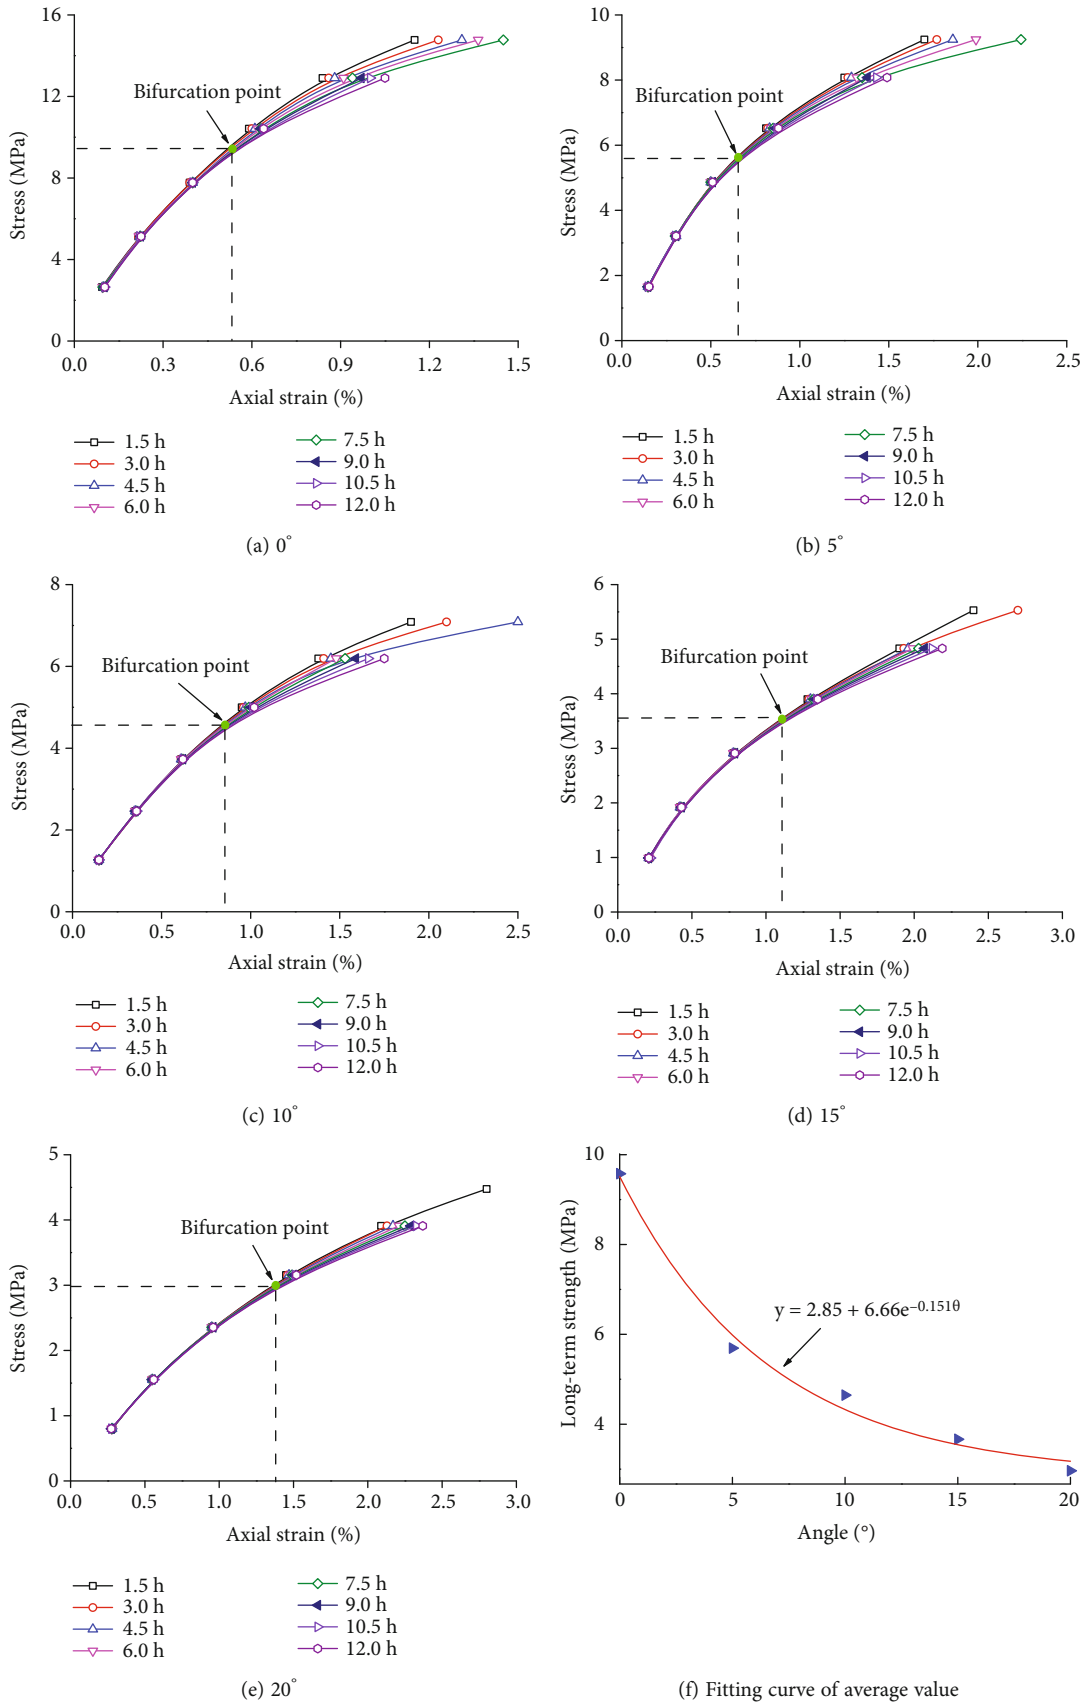 16
12
8
4
0
Stress (MPa)
Bifurcation point
0.0
0.3
0.6
0.9
1.2
1.5
Axial strain (%)
1.5 h
3.0 h
4.5 h
6.0 h
7.5 h
9.0 h
10.5 h
12.0 h
(a) 0°
10
8
6
4
2
0
Stress (MPa)
Bifurcation point
0.0
0.5
1.0
1.5
2.0
2.5
Axial strain (%)
1.5 h
3.0 h
4.5 h
6.0 h
7.5 h
9.0 h
10.5 h
12.0 h
(b) 5°
8
6
4
2
0
Stress (MPa)
Bifurcation point
0.0
0.5
1.0
1.5
2.0
2.5
Axial strain (%)
1.5 h
3.0 h
4.5 h
6.0 h
7.5 h
9.0 h
10.5 h
12.0 h
(c) 10°
6
5
4
3
2
1
0
Stress (MPa)
Bifurcation point
0.0
0.5
1.0
1.5
2.0
2.5
3.0
Axial strain (%)
1.5 h
3.0 h
4.5 h
6.0 h
7.5 h
9.0 h
10.5 h
12.0 h
(d) 15°
5
4
3
2
1
0
Stress (MPa)
Bifurcation point
0.0
0.5
1.0
1.5
2.0
2.5
3.0
Axial strain (%)
1.5 h
3.0 h
4.5 h
6.0 h
7.5 h
9.0 h
10.5 h
12.0 h
(e) 20°
10
8
6
4
Long-term strength (MPa)
y = 2.85 + 6.66e^–0.151θ
0
5
10
15
20
Angle (°)
(f) Fitting curve of average value